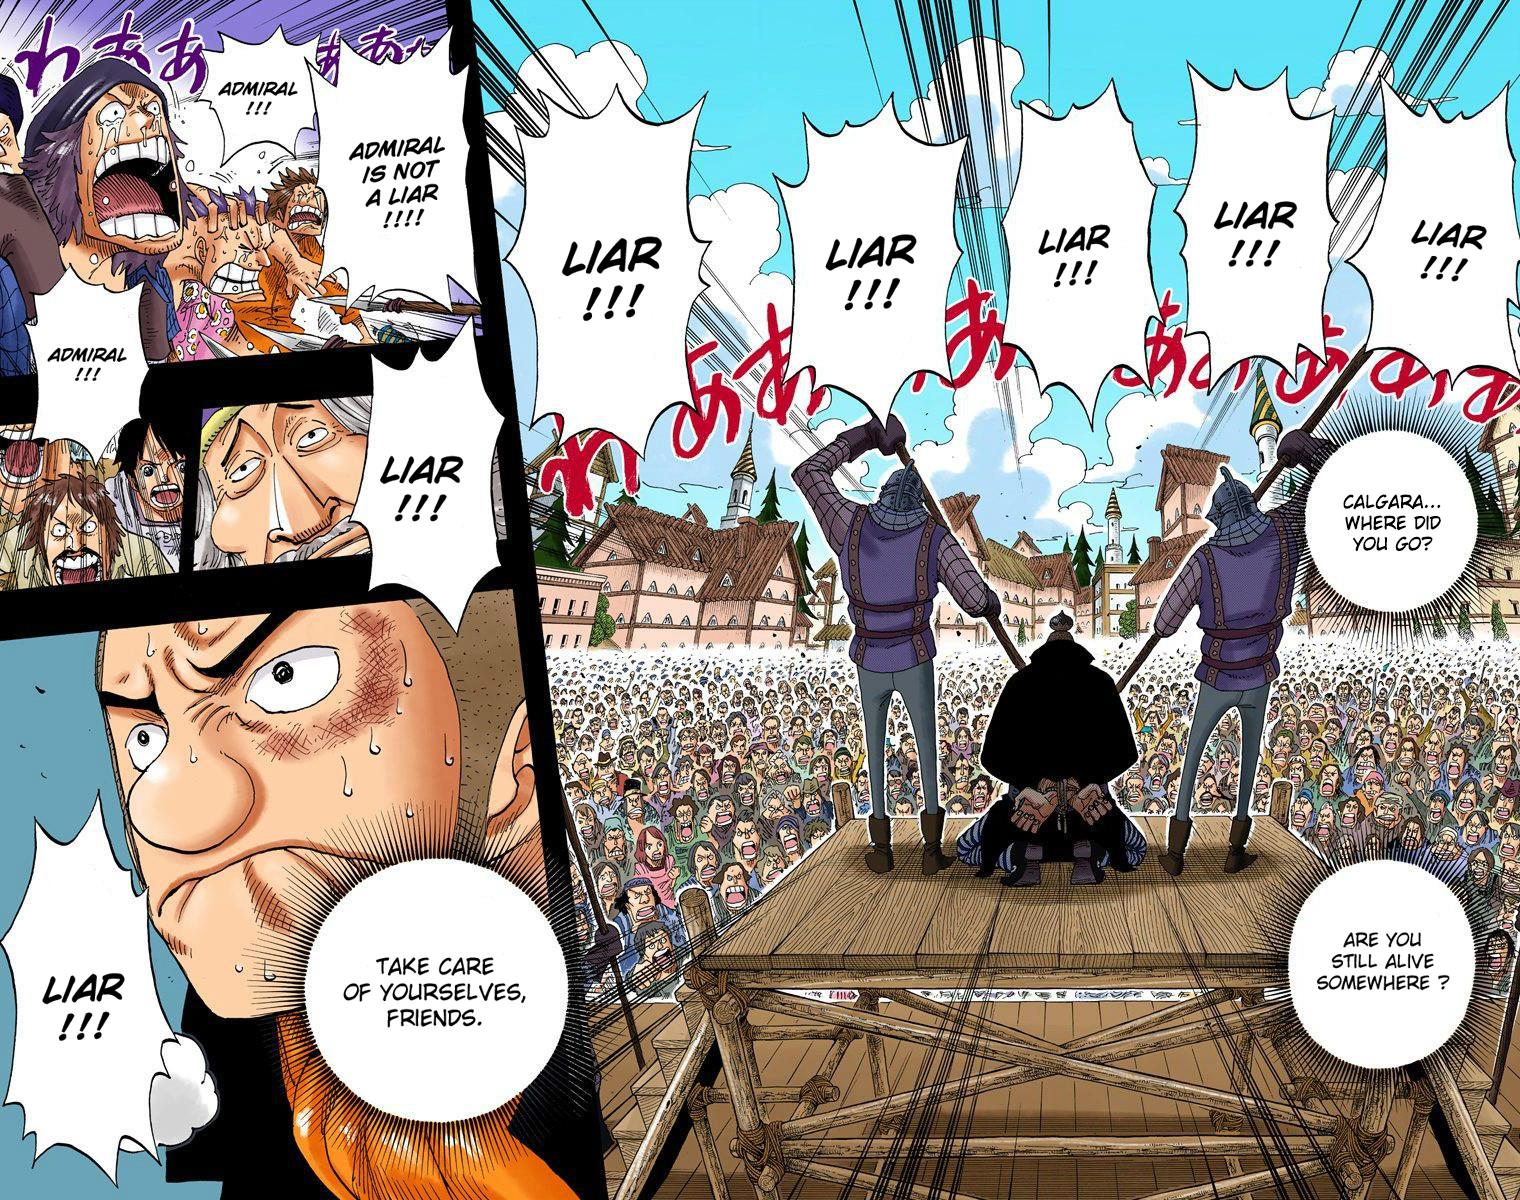 LIAR
!!!
LIAR
!!!
LIAR
!!!
LIAR
!!!
LIAR
!!!
わああああああああ
CALGARA...
WHERE DID
YOU GO?
ARE YOU
STILL ALIVE
SOMEWHERE ?
わあああああ
ADMIRAL
!!!
ADMIRAL
IS NOT
A LIAR
!!!!
ADMIRAL
!!!
LIAR
!!!
TAKE CARE
OF YOURSELVES,
FRIENDS.
LIAR
!!!